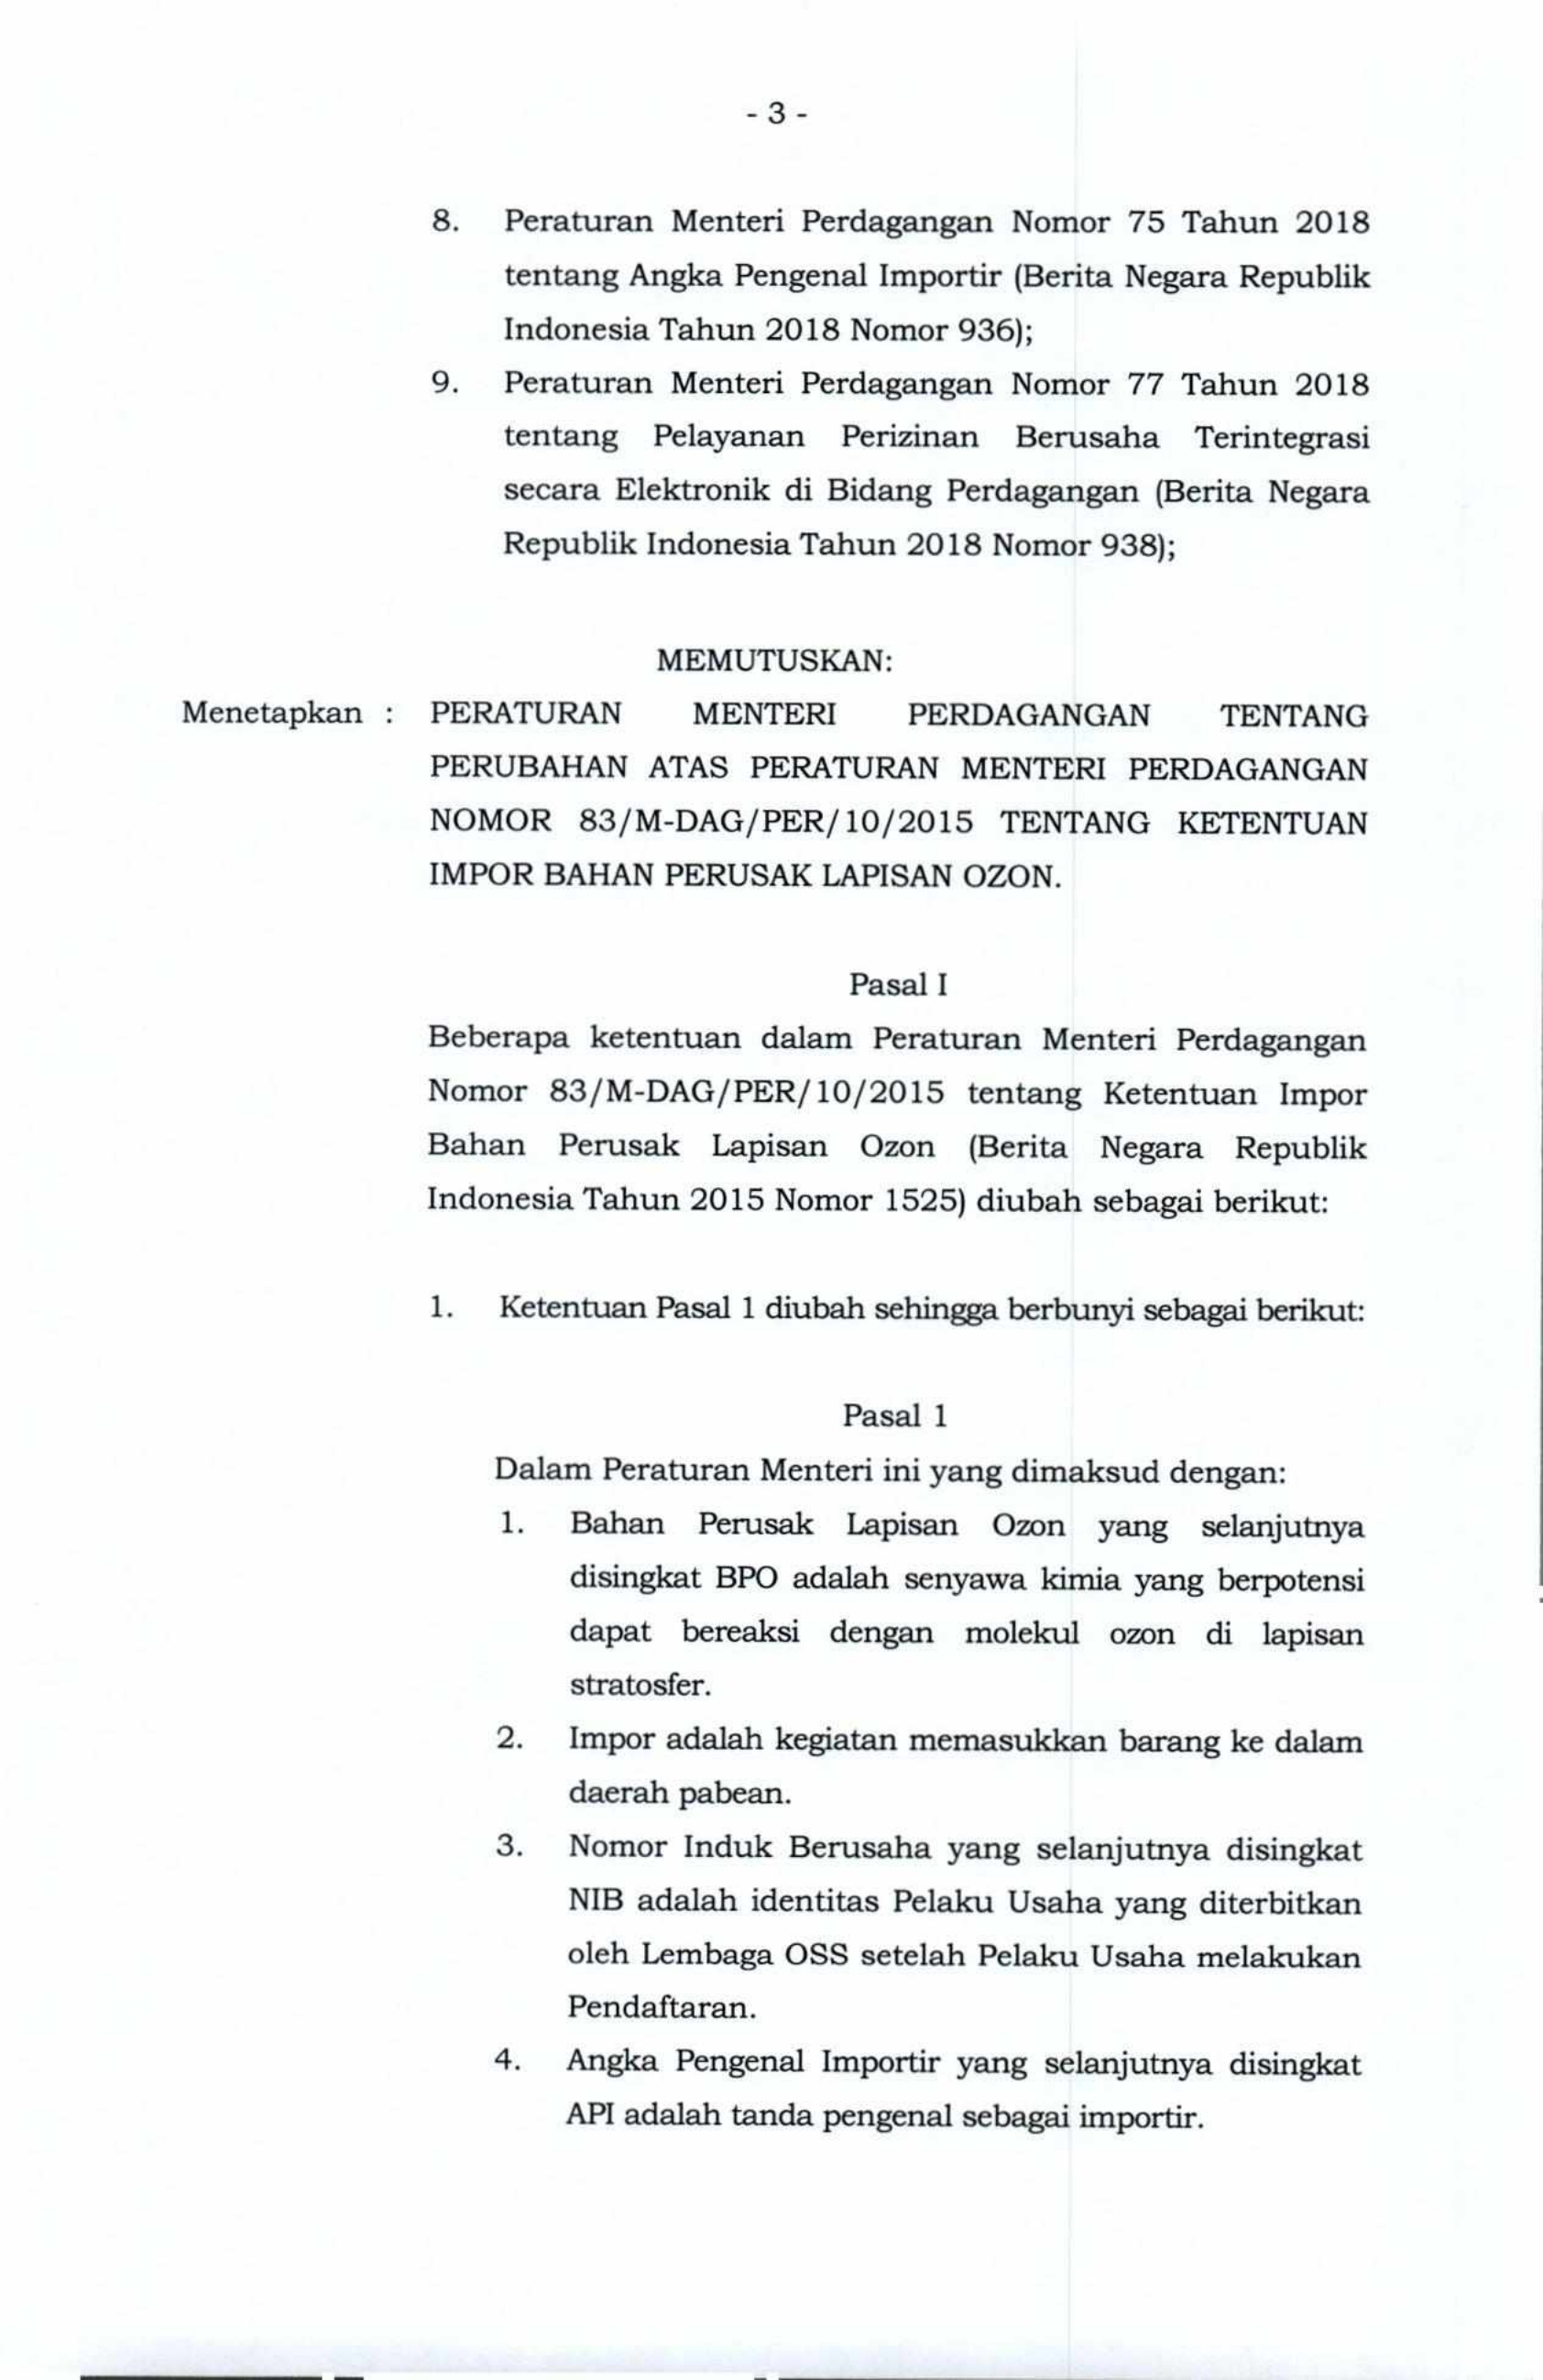 - 3 -
8. Peraturan Menteri Perdagangan Nomor 75 Tahun 2018
tentang Angka Pengenal Importir (Berita Negara Republik
Indonesia Tahun 2018 Nomor 936);
9. Peraturan Menteri Perdagangan Nomor 77 Tahun 2018
tentang Pelayanan Perizinan Berusaha Terintegrasi
secara Elektronik di Bidang Perdagangan (Berita Negara
Republik Indonesia Tahun 2018 Nomor 938);
MEMUTUSKAN:
Menetapkan : PERATURAN MENTERI PERDAGANGAN TENTANG
PERUBAHAN ATAS PERATURAN MENTERI PERDAGANGAN
NOMOR 83/M-DAG/PER/10/2015 TENTANG KETENTUAN
IMPOR BAHAN PERUSAK LAPISAN OZON.
Pasal I
Beberapa ketentuan dalam Peraturan Menteri Perdagangan
Nomor 83/M-DAG/PER/10/2015 tentang Ketentuan Impor
Bahan Perusak Lapisan Ozon (Berita Negara Republik
Indonesia Tahun 2015 Nomor 1525) diubah sebagai berikut:
1. Ketentuan Pasal 1 diubah sehingga berbunyi sebagai berikut:
Pasal 1
Dalam Peraturan Menteri ini yang dimaksud dengan:
1. Bahan Perusak Lapisan Ozon yang selanjutnya
disingkat BPO adalah senyawa kimia yang berpotensi
dapat bereaksi dengan molekul ozon di lapisan
stratosfer.
2. Impor adalah kegiatan memasukkan barang ke dalam
daerah pabean.
3. Nomor Induk Berusaha yang selanjutnya disingkat
NIB adalah identitas Pelaku Usaha yang diterbitkan
oleh Lembaga OSS setelah Pelaku Usaha melakukan
Pendaftaran.
4. Angka Pengenal Importir yang selanjutnya disingkat
API adalah tanda pengenal sebagai importir.